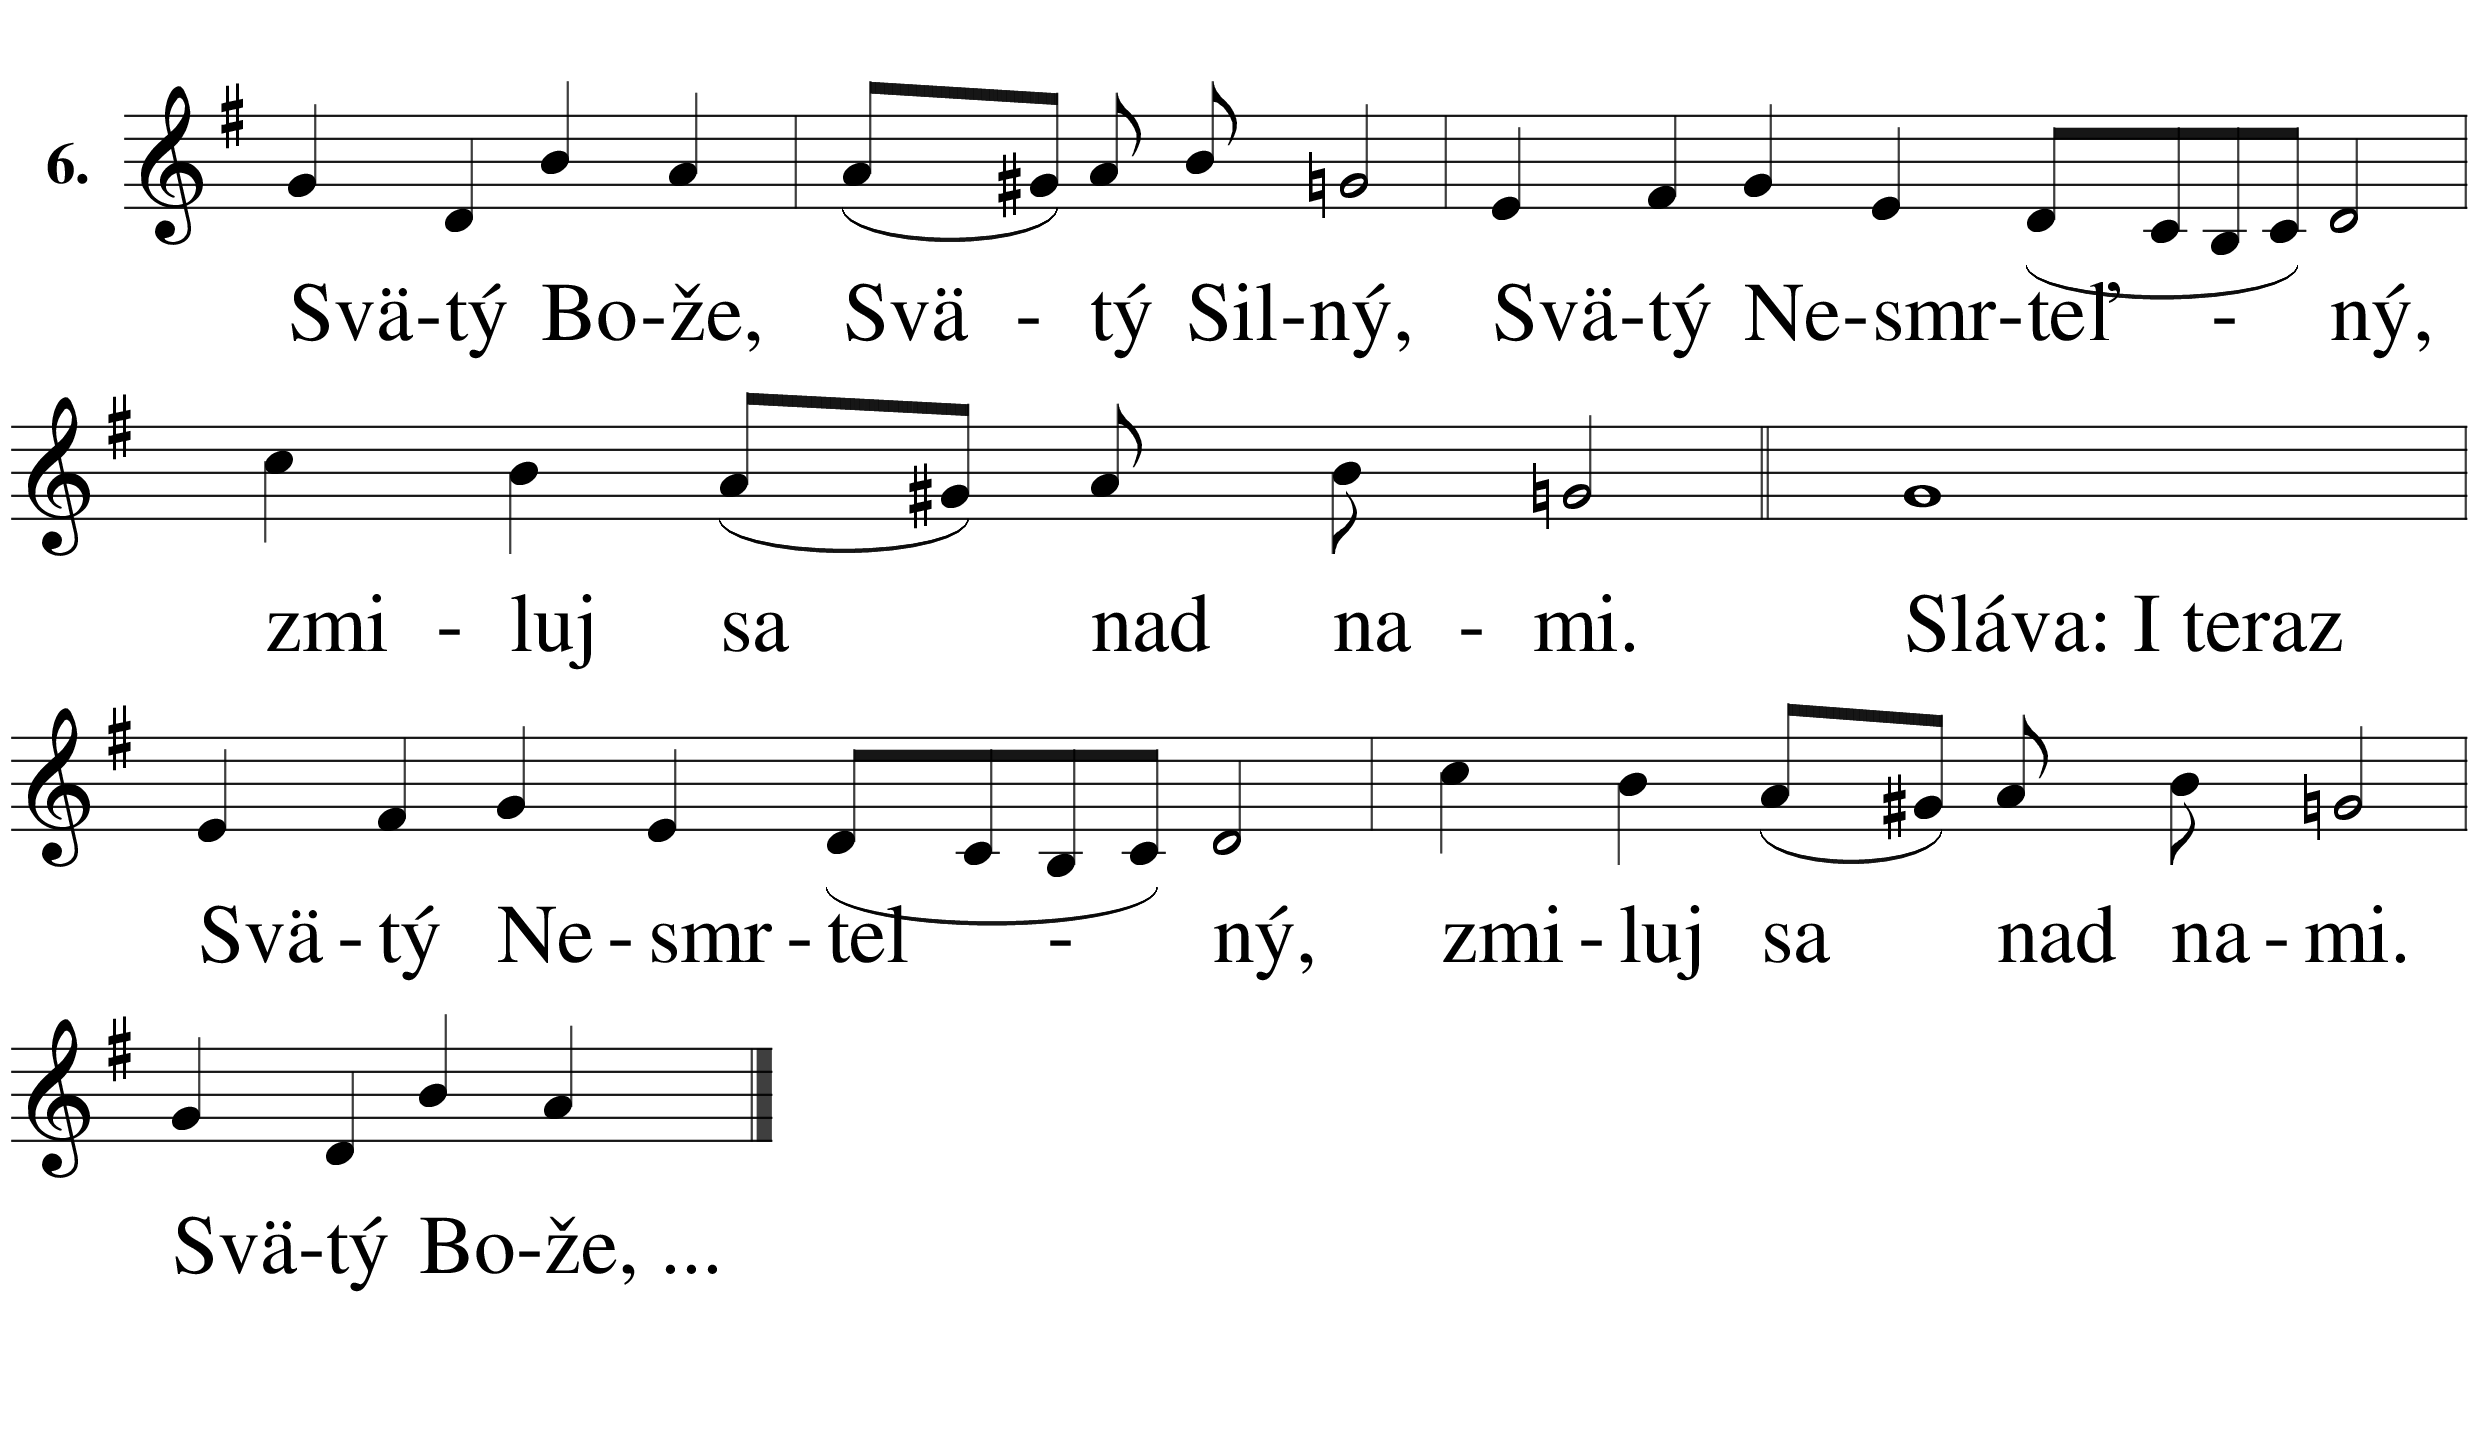 6.
Svä-tý Bo-že, Svä - tý Sil-ný, Svä-tý Ne-smr-teľ - ný,
zmi - luj sa nad na - mi. Sláva: I teraz
Svä - tý Ne - smr - tel - ný, zmi - luj sa nad na - mi.
Svä-tý Bo-že, ...